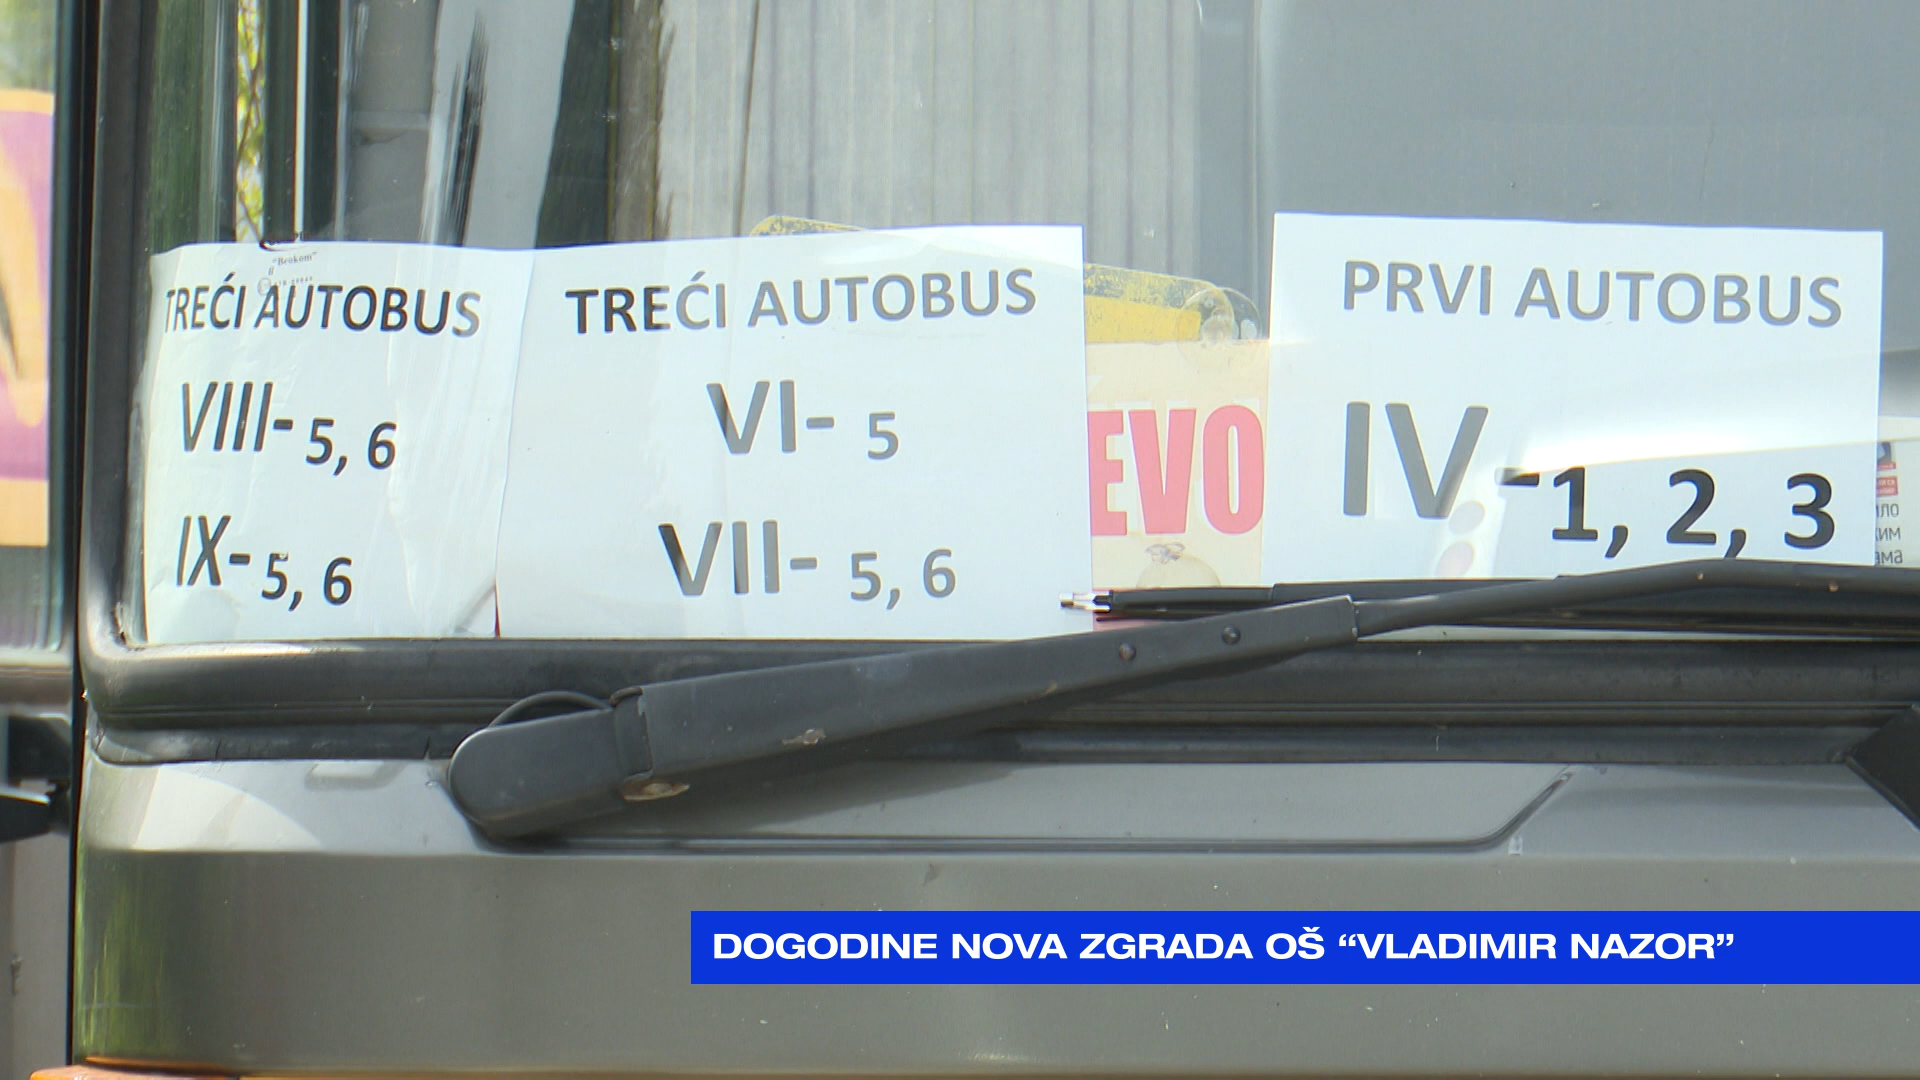 "Brokom"
TREĆI AUTOBUS
VIII- 5, 6
IX- 5, 6
TREĆI AUTOBUS
VI- 5
VII- 5, 6
EVO
PRVI AUTOBUS
IV -1, 2, 3
DOGODINE NOVA ZGRADA OŠ “VLADIMIR NAZOR”